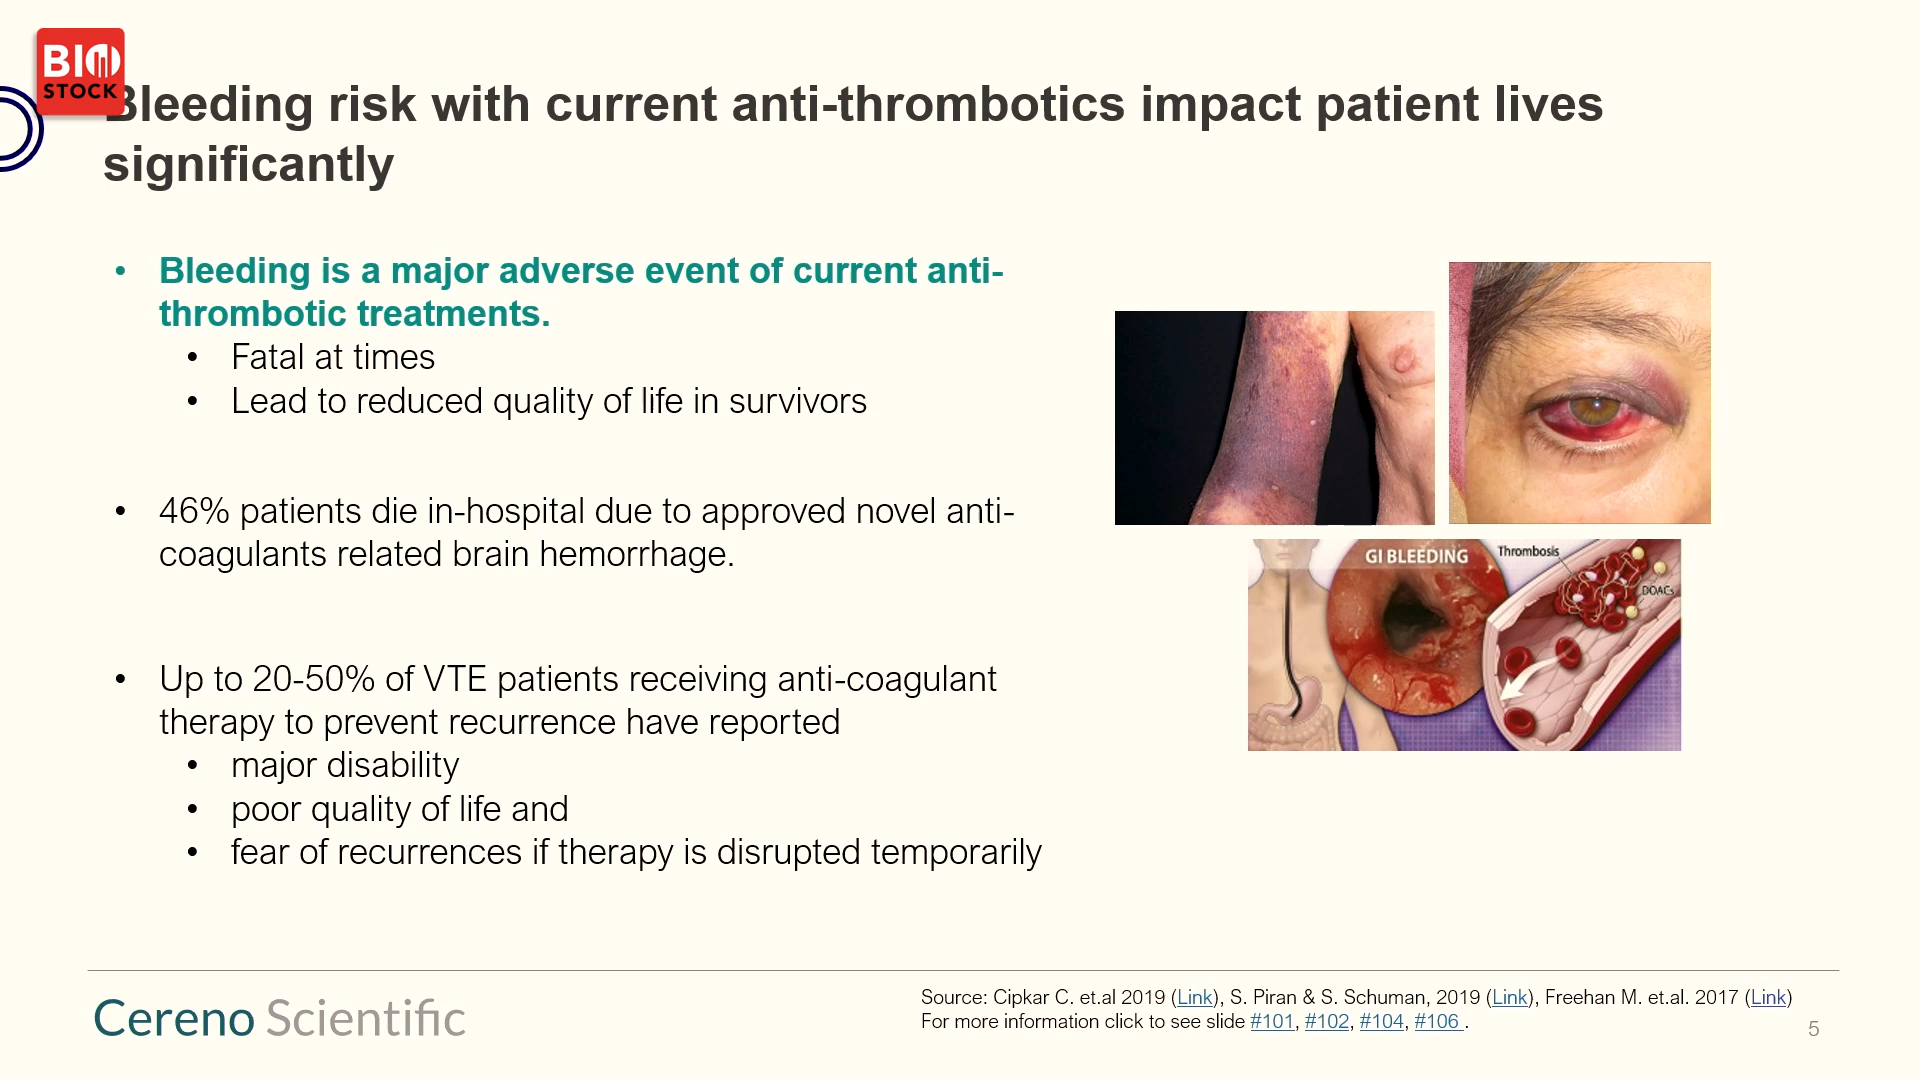 BIO
STOCK
Bleeding risk with current anti-thrombotics impact patient lives
significantly
• Bleeding is a major adverse event of current anti-
thrombotic treatments.
• Fatal at times
• Lead to reduced quality of life in survivors
• 46% patients die in-hospital due to approved novel anti-
coagulants related brain hemorrhage.
• Up to 20-50% of VTE patients receiving anti-coagulant
therapy to prevent recurrence have reported
• major disability
• poor quality of life and
• fear of recurrences if therapy is disrupted temporarily
GI BLEEDING
Thrombosis
DOACs
Cereno Scientific
Source: Cipkar C. et.al 2019 (Link), S. Piran & S. Schuman, 2019 (Link), Freehan M. et.al. 2017 (Link)
For more information click to see slide #101, #102, #104, #106 .
5